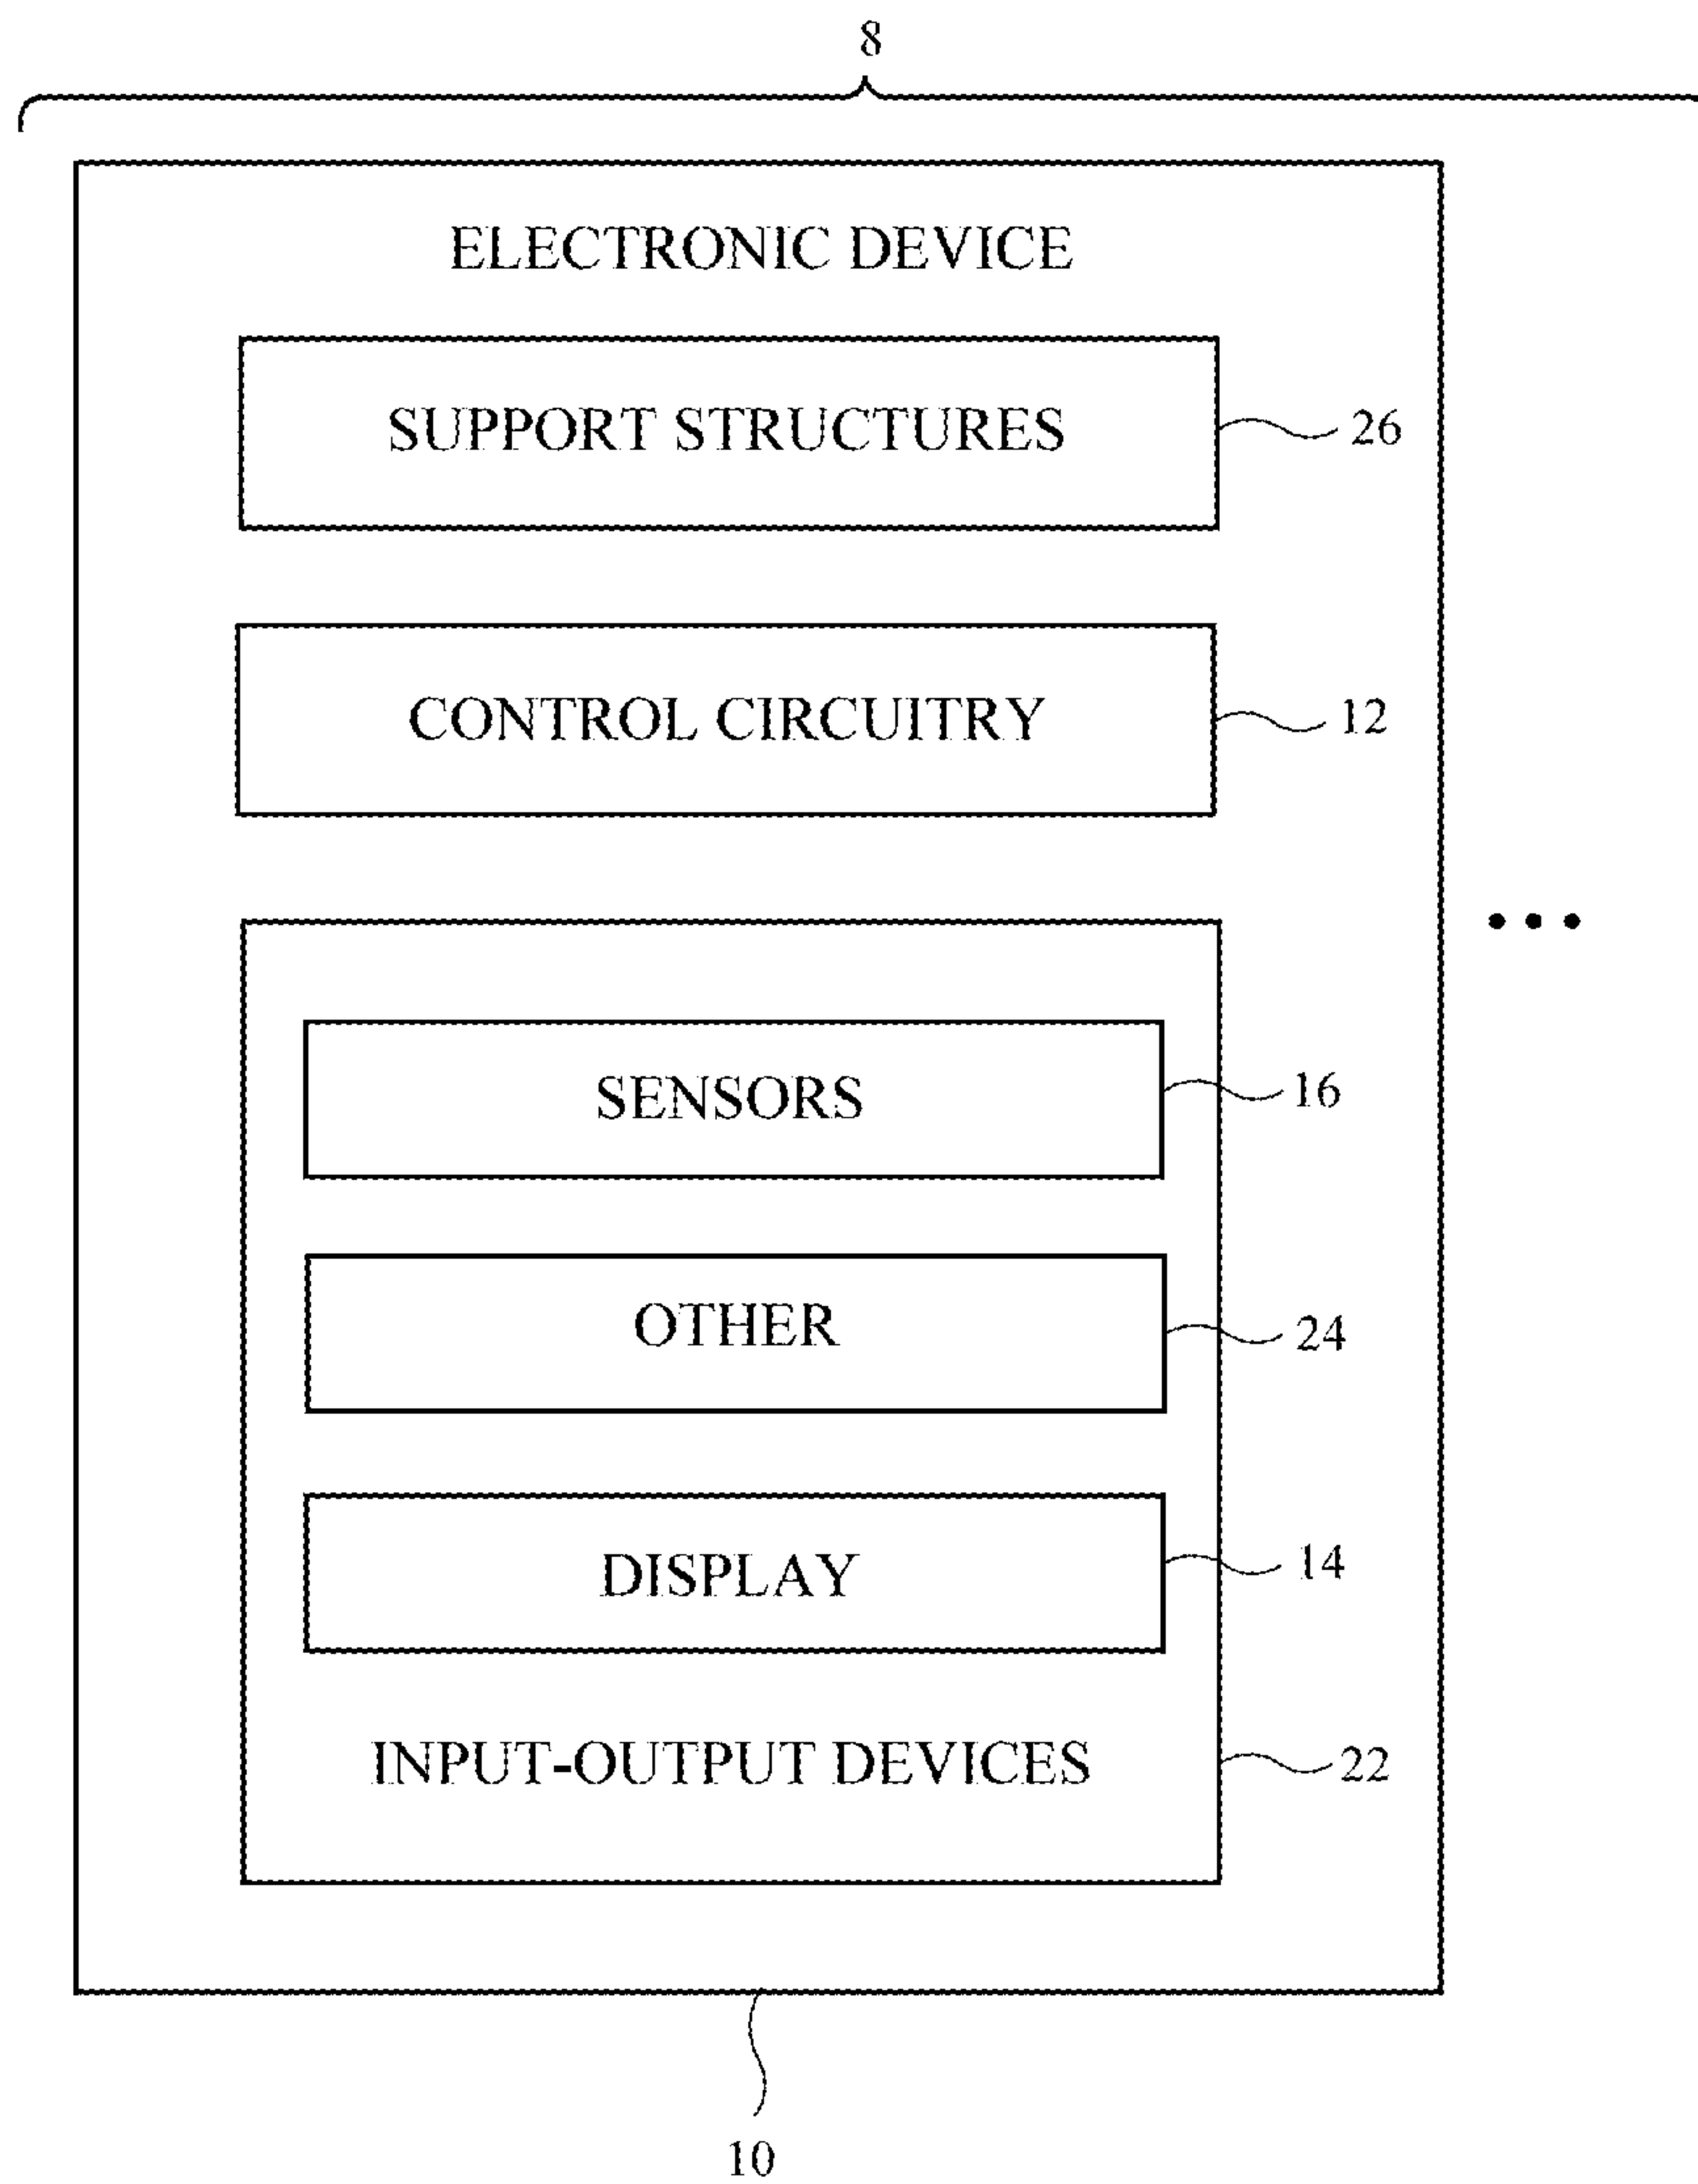 8
ELECTRONIC DEVICE
SUPPORT STRUCTURES 26
CONTROL CIRCUITRY 12
SENSORS 16
OTHER 24
DISPLAY 14
INPUT-OUTPUT DEVICES 22
10